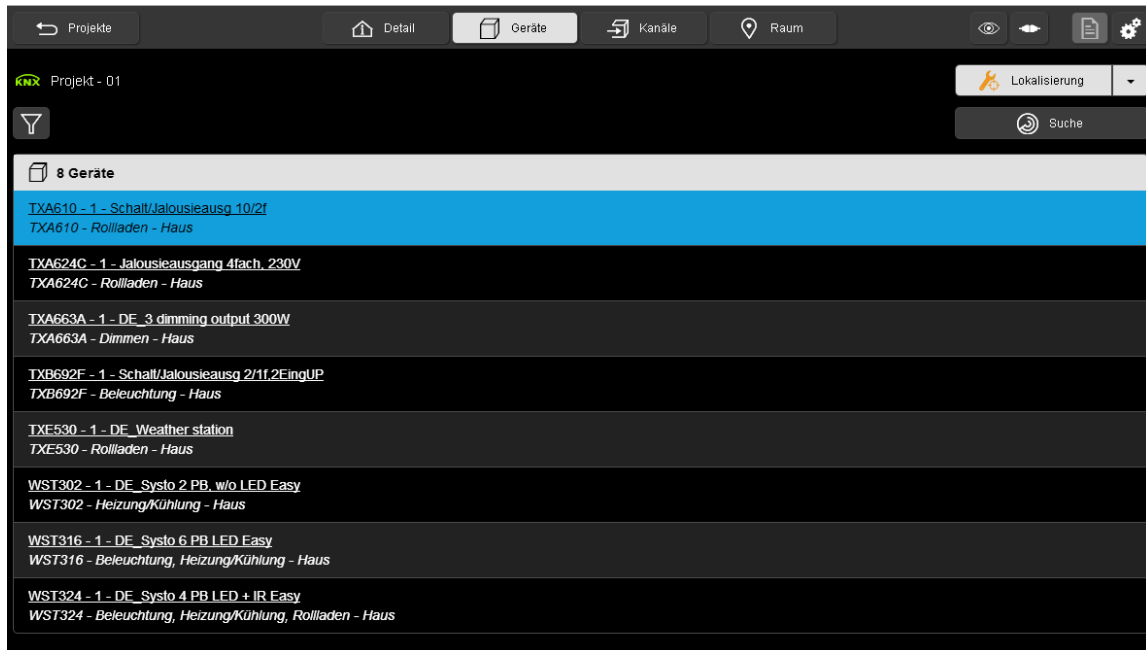 Projekte
Detail
Geräte
Kanäle
Raum
KNX Projekt - 01
Lokalisierung
Suche
8 Geräte
TXA610 - 1 - Schalt/Jalousieausg 10/2f
TXA610 - Rollladen - Haus
TXA624C - 1 - Jalousieausgang 4fach, 230V
TXA624C - Rollladen - Haus
TXA663A - 1 - DE_3 dimming output 300W
TXA663A - Dimmen - Haus
TXB692F - 1 - Schalt/Jalousieausg 2/1f,2EingUP
TXB692F - Beleuchtung - Haus
TXE530 - 1 - DE_Weather station
TXE530 - Rollladen - Haus
WST302 - 1 - DE_Systo 2 PB, w/o LED Easy
WST302 - Heizung/Kühlung - Haus
WST316 - 1 - DE_Systo 6 PB LED Easy
WST316 - Beleuchtung, Heizung/Kühlung - Haus
WST324 - 1 - DE_Systo 4 PB LED + IR Easy
WST324 - Beleuchtung, Heizung/Kühlung, Rollladen - Haus